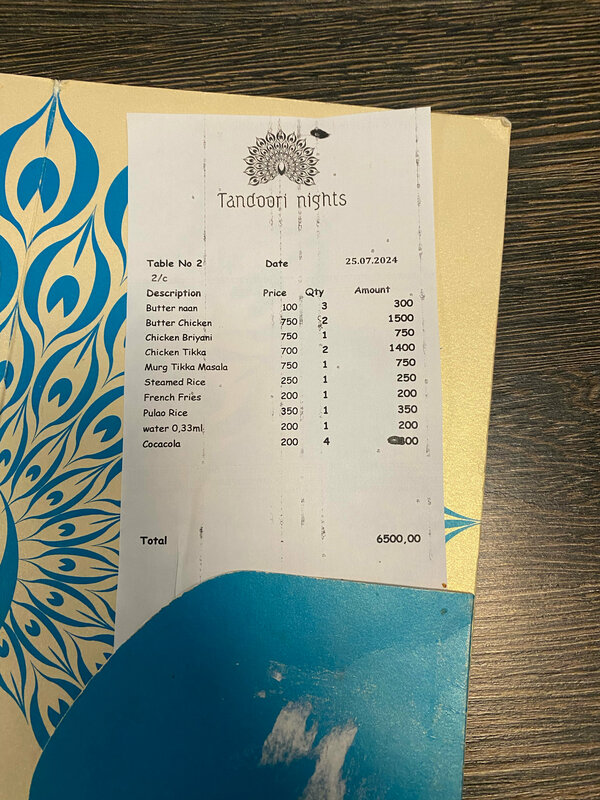 Tandoori nights
Table No 2 Date 25.07.2024
2/c
Description Price Qty Amount
Butter naan 100 3 300
Butter Chicken 750 2 1500
Chicken Briyani 750 1 750
Chicken Tikka 700 2 1400
Murg Tikka Masala 750 1 750
Steamed Rice 250 1 250
French Fries 200 1 200
Pulao Rice 350 1 350
water 0,33ml 200 1 200
Cocacola 200 4
Total 6500,00